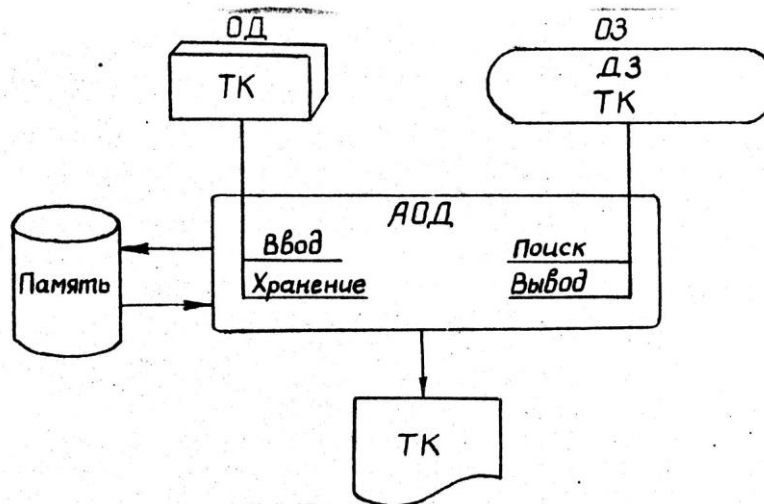 ОД
ТК
ОЗ
ДЗ
ТК
АОД
Ввод
Хранение
Поиск
Вывод
Память
ТК